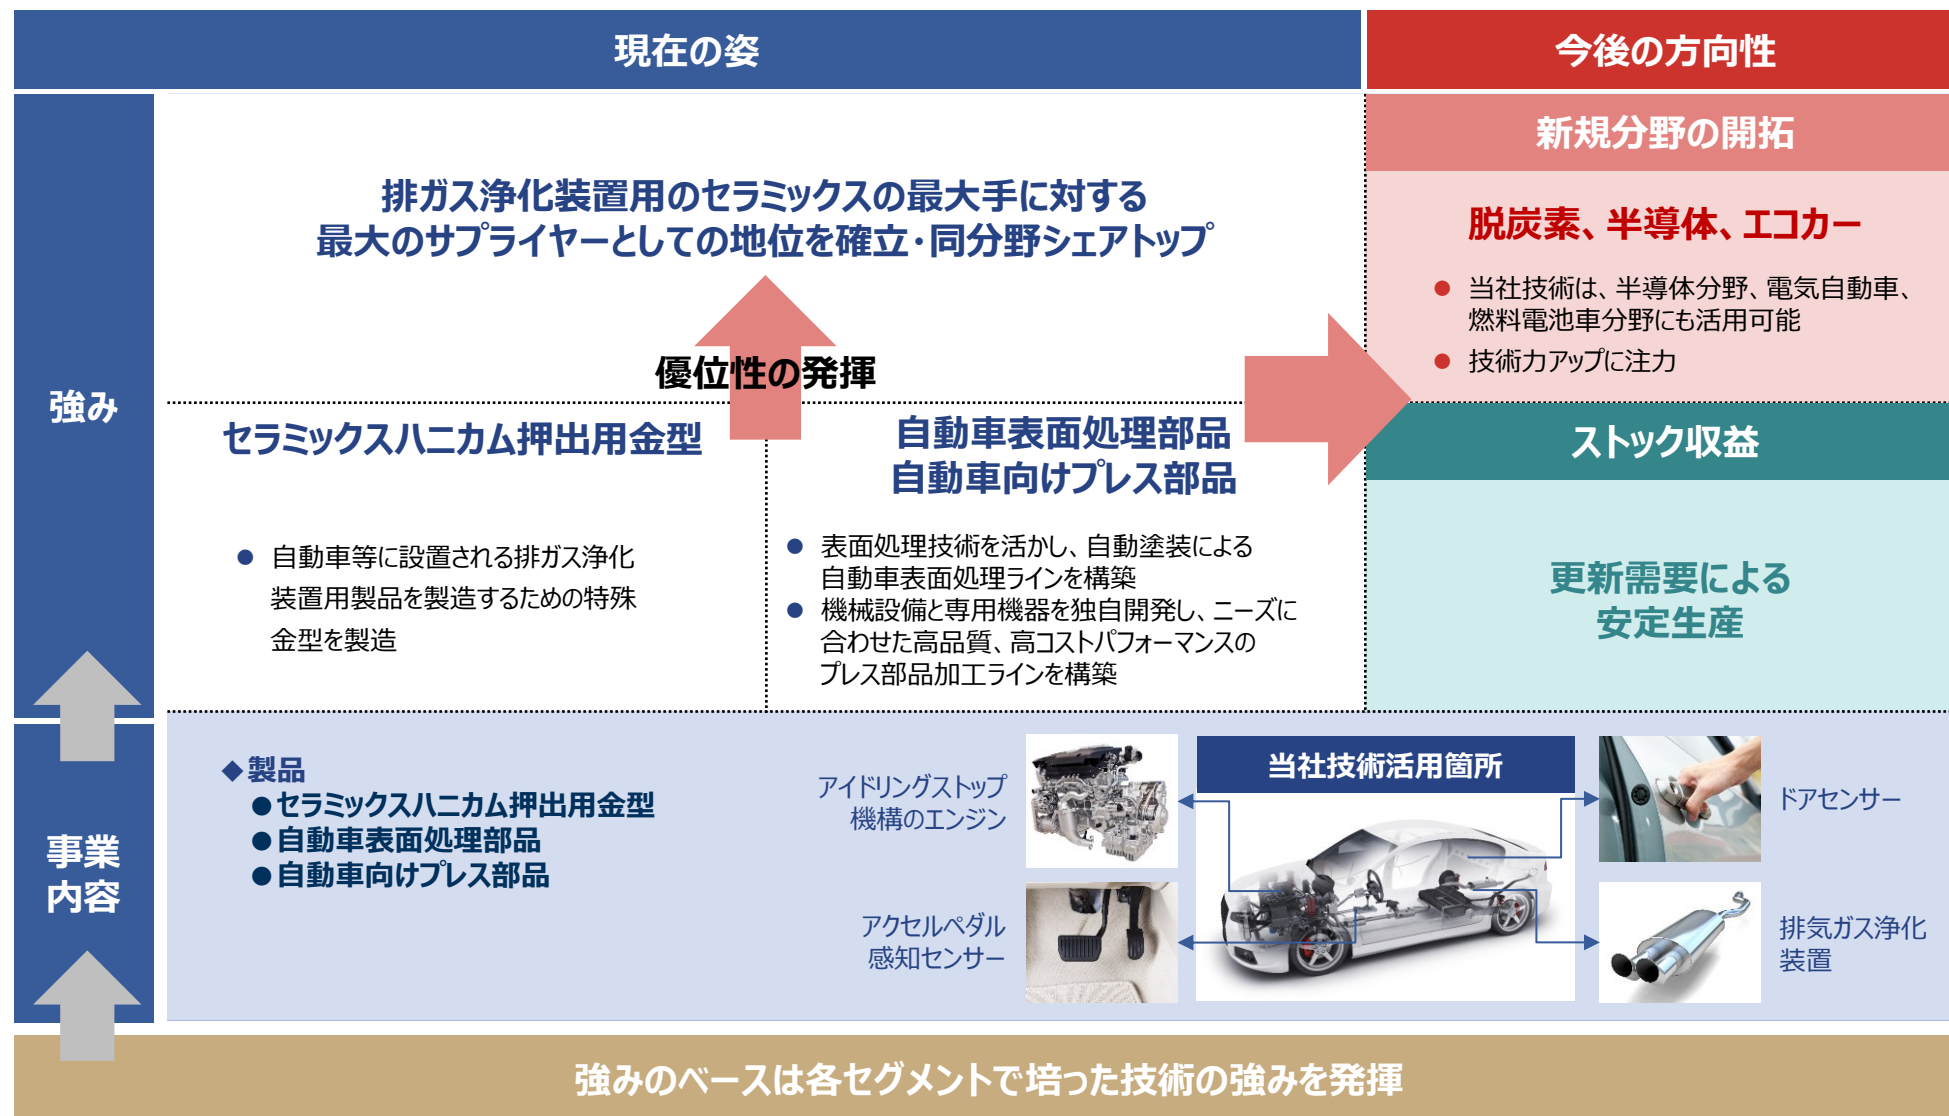 現在の姿
今後の方向性
強み
排ガス浄化装置用のセラミックスの最大手に対する
最大のサプライヤーとしての地位を確立・同分野シェアトップ
優位性の発揮
セラミックスハニカム押出用金型
● 自動車等に設置される排ガス浄化
装置用製品を製造するための特殊
金型を製造
自動車表面処理部品
自動車向けプレス部品
● 表面処理技術を活かし、自動塗装による
自動車表面処理ラインを構築
● 機械設備と専用機器を独自開発し、ニーズに
合わせた高品質、高コストパフォーマンスの
プレス部品加工ラインを構築
新規分野の開拓
脱炭素、半導体、エコカー
● 当社技術は、半導体分野、電気自動車、
燃料電池車分野にも活用可能
● 技術力アップに注力
ストック収益
更新需要による
安定生産
事業
内容
◆製品
●セラミックスハニカム押出用金型
●自動車表面処理部品
●自動車向けプレス部品
アイドリングストップ
機構のエンジン
アクセルペダル
感知センサー
当社技術活用箇所
ドアセンサー
排気ガス浄化
装置
強みのベースは各セグメントで培った技術の強みを発揮